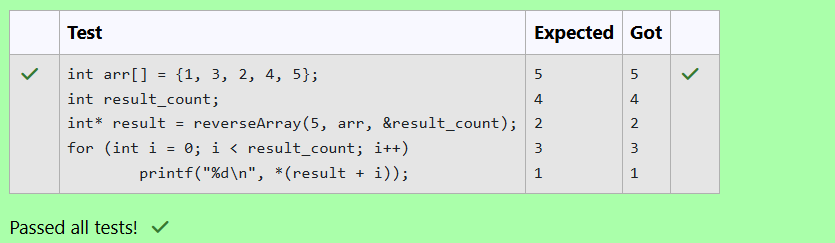 Test Expected Got
int arr[] = {1, 3, 2, 4, 5}; 5 5
int result_count; 4 4
int* result = reverseArray(5, arr, &result_count); 2 2
for (int i = 0; i < result_count; i++) 3 3
printf("%d\n", *(result + i)); 1 1
Passed all tests!